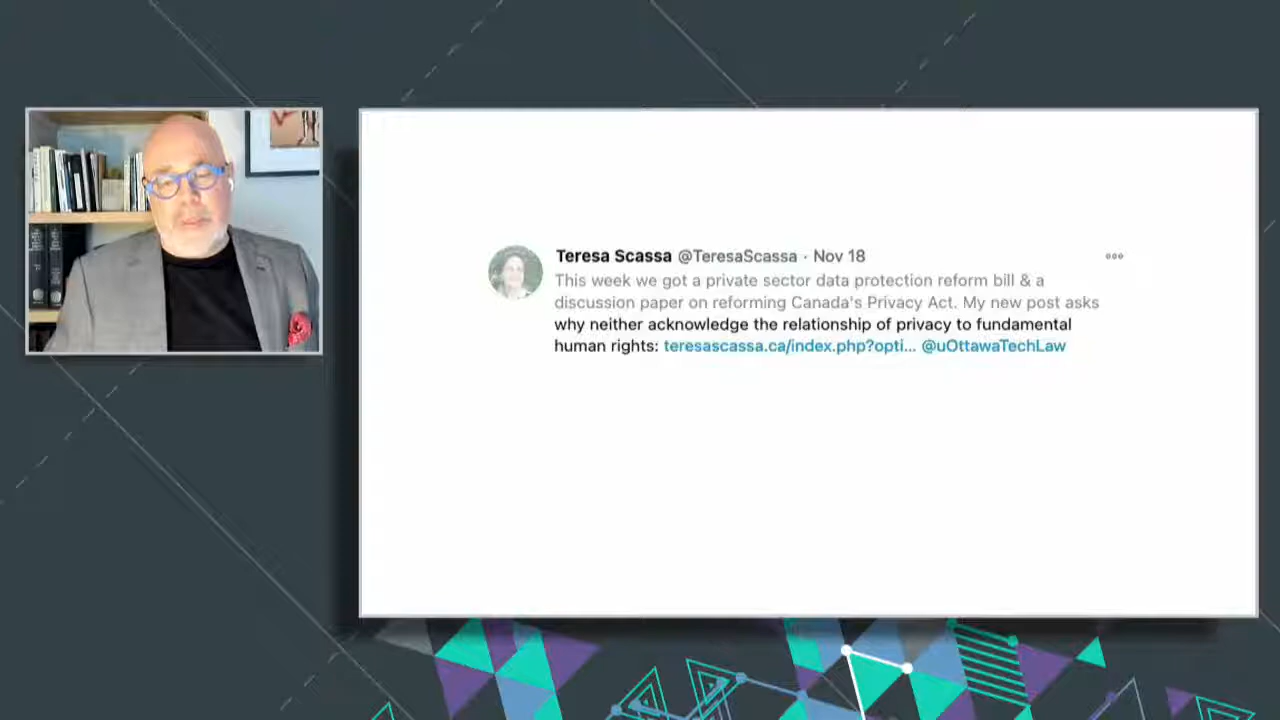 Teresa Scassa @TeresaScassa · Nov 18
This week we got a private sector data protection reform bill & a
discussion paper on reforming Canada's Privacy Act. My new post asks
why neither acknowledge the relationship of privacy to fundamental
human rights: teresascassa.ca/index.php?opti... @uOttawaTechLaw